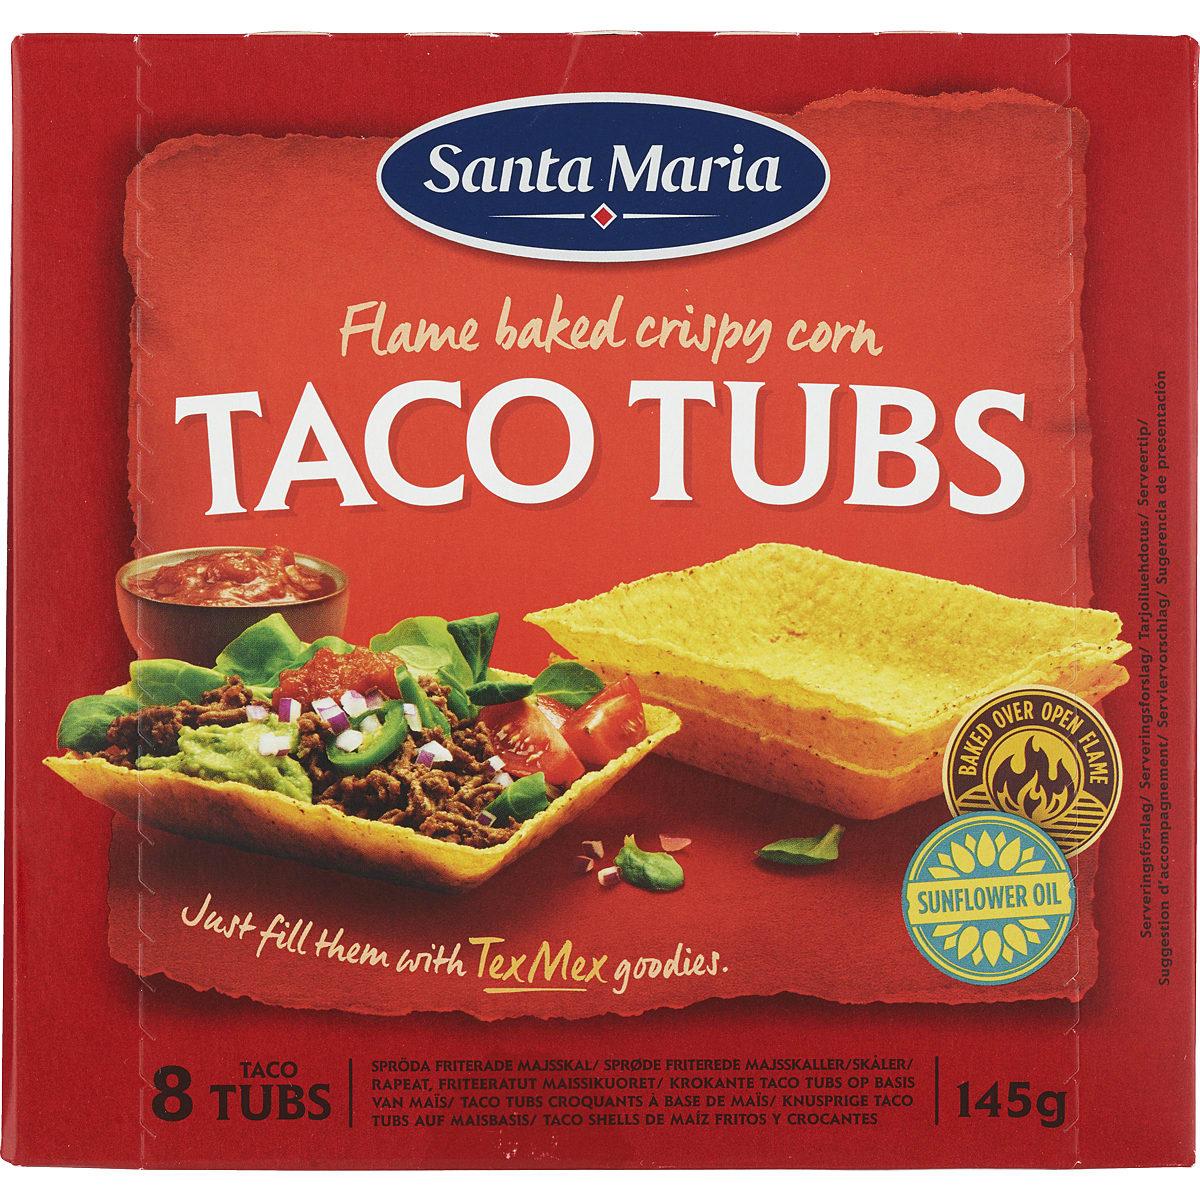 Santa Maria
Flame baked crispy corn
TACO TUBS
BAKED OVER OPEN FLAME
SUNFLOWER OIL
Just fill them with Tex Mex goodies.
Serveringsförslag/ Serveringsforslag/ Tarjoiluehdotus/ Serveertip/
Suggestion d'accompagnement/ Serviervorschlag/ Sugerencia de presentación
8 TACO TUBS
SPRÖDA FRITERADE MAJSSKAL/ SPRØDE FRITEREDE MAJSSKALLER/SKÅLER/
RAPEAT, FRITEERATUT MAISSIKUORET/ KROKANTE TACO TUBS OP BASIS
VAN MAÏS/ TACO TUBS CROQUANTS À BASE DE MAÏS/ KNUSPRIGE TACO
TUBS AUF MAISBASIS/ TACO SHELLS DE MAÍZ FRITOS Y CROCANTES
145g